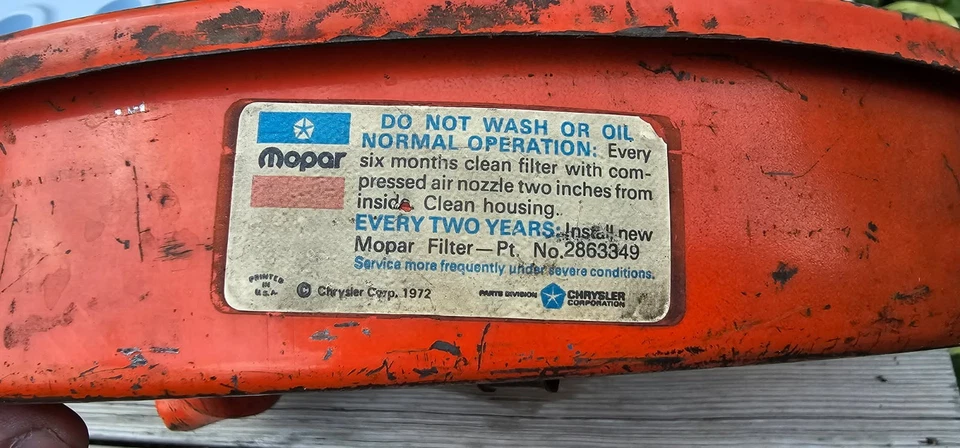 DO NOT WASH OR OIL
mopar
NORMAL OPERATION: Every
six months clean filter with com-
pressed air nozzle two inches from
inside. Clean housing.
EVERY TWO YEARS: Install new
Mopar Filter—Pt. No. 2863349
Service more frequently under severe conditions.
PRINTED
IN
U.S.A.
© Chrysler Corp. 1972
PARTS DIVISION
CHRYSLER
CORPORATION